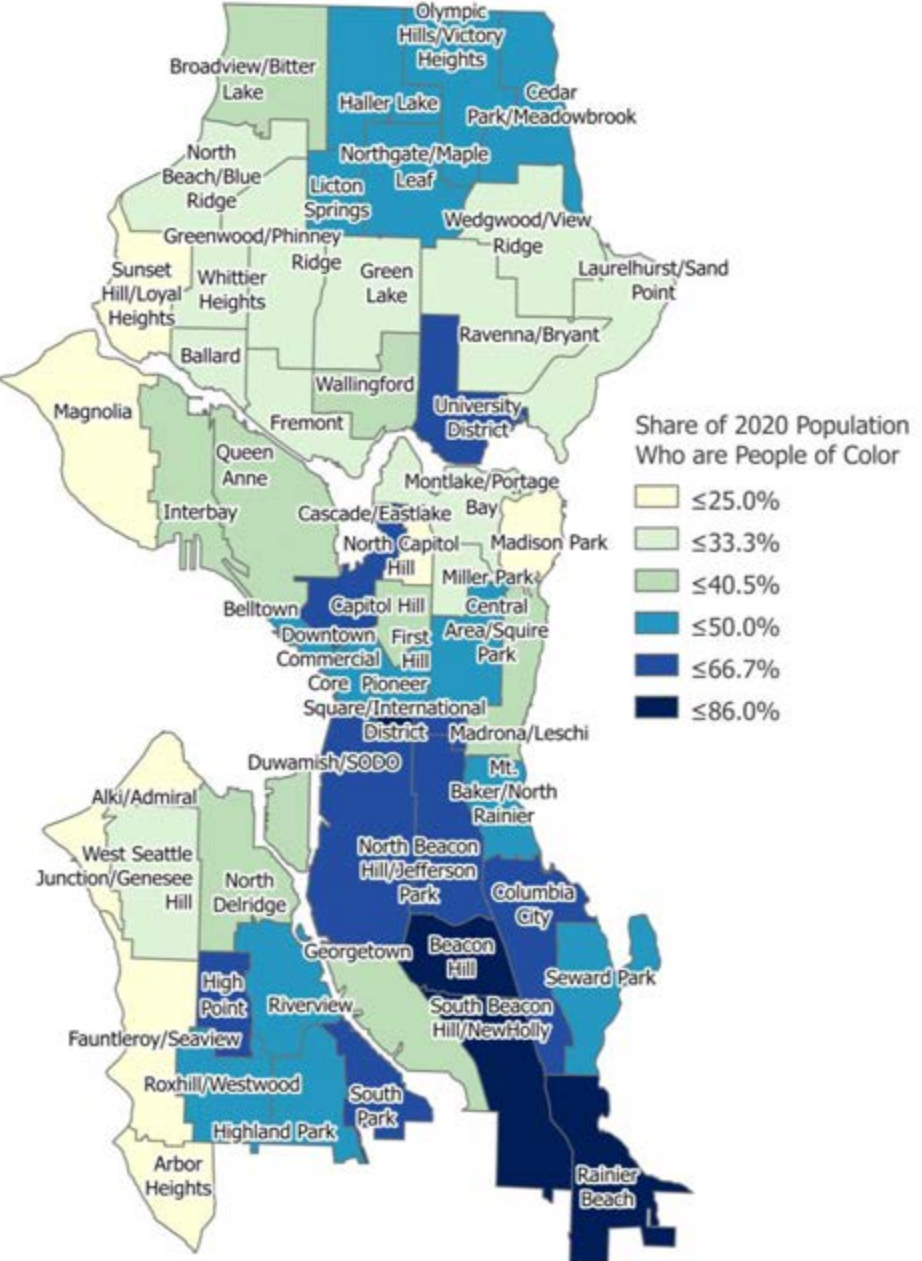 Olympic
Hills/Victory
Heights
Broadview/Bitter
Lake
Haller Lake
Cedar
Park/Meadowbrook
North
Beach/Blue
Ridge
Northgate/Maple
Leaf
Licton
Springs
Wedgwood/View
Ridge
Greenwood/Phinney
Ridge
Sunset
Hill/Loyal
Heights
Whittier
Heights
Green
Lake
Laurelhurst/Sand
Point
Ballard
Ravenna/Bryant
Wallingford
Magnolia
Fremont
University
District
Share of 2020 Population
Who are People of Color
≤25.0%
≤33.3%
≤40.5%
≤50.0%
≤66.7%
≤86.0%
Queen
Anne
Interbay
Montlake/Portage
Bay
Cascade/Eastlake
North Capitol
Hill
Madison Park
Miller Park
Belltown
Capitol Hill
Central
Area/Squire
Park
Downtown
Commercial
Core
First
Hill
Pioneer
Square/International
District
Madrona/Leschi
Duwamish/SODO
Mt.
Baker/North
Rainier
Alki/Admiral
West Seattle
Junction/Genesee
Hill
North
Delridge
North Beacon
Hill/Jefferson
Park
Columbia
City
Georgetown
Beacon
Hill
Seward Park
High
Point
Riverview
South Beacon
Hill/NewHolly
Fauntleroy/Seaview
Roxhill/Westwood
South
Park
Highland Park
Arbor
Heights
Rainier
Beach